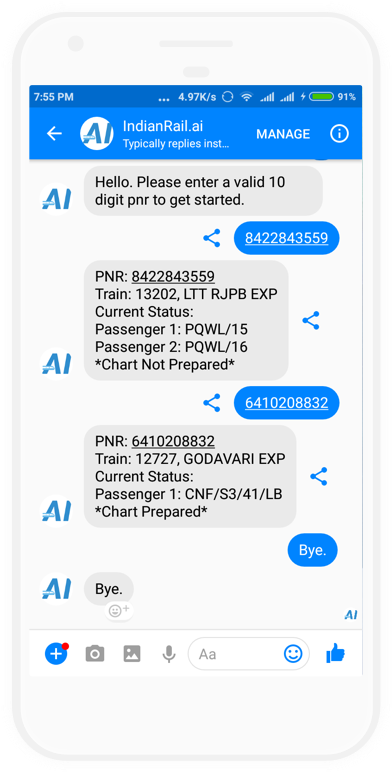 7:55 PM
... 4.97K/s
91%
AI
IndianRail.ai
Typically replies inst...
MANAGE
Hello. Please enter a valid 10
digit pnr to get started.
AI
8422843559
PNR: 8422843559
Train: 13202, LTT RJPB EXP
Current Status:
Passenger 1: PQWL/15
Passenger 2: PQWL/16
*Chart Not Prepared*
AI
6410208832
PNR: 6410208832
Train: 12727, GODAVARI EXP
Current Status:
Passenger 1: CNF/S3/41/LB
*Chart Prepared*
AI
Bye.
AI
Bye.
AI
Aa